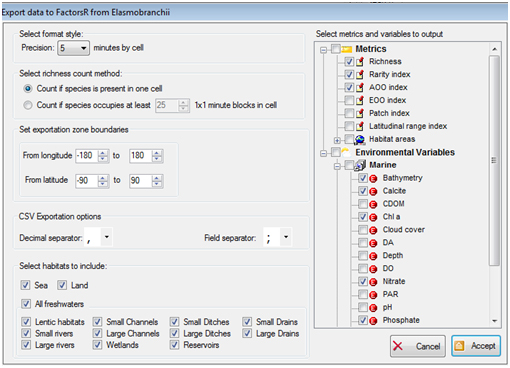 Export data to FactorsR from Elasmobranchii
Select format style:
Precision: 5 minutes by cell
Select richness count method:
Count if species is present in one cell
Count if species occupies at least 25 1x1 minute blocks in cell
Set exportation zone boundaries
From longitude -180 to 180
From latitude -90 to 90
CSV Exportation options
Decimal separator: , Field separator: ;
Select habitats to include:
Sea Land
All freshwaters
Lentic habitats Small Channels Small Ditches Small Drains
Small rivers Large Channels Large Ditches Large Drains
Large rivers Wetlands Reservoirs
Select metrics and variables to output
Metrics
Richness
Rarity index
AOO index
EOO index
Patch index
Latitudinal range index
Habitat areas
Environmental Variables
Marine
E Bathymetry
E Calcite
E CDOM
E Chl a
E Cloud cover
E DA
E Depth
E DO
E Nitrate
E PAR
E pH
E Phosphate
Cancel Accept